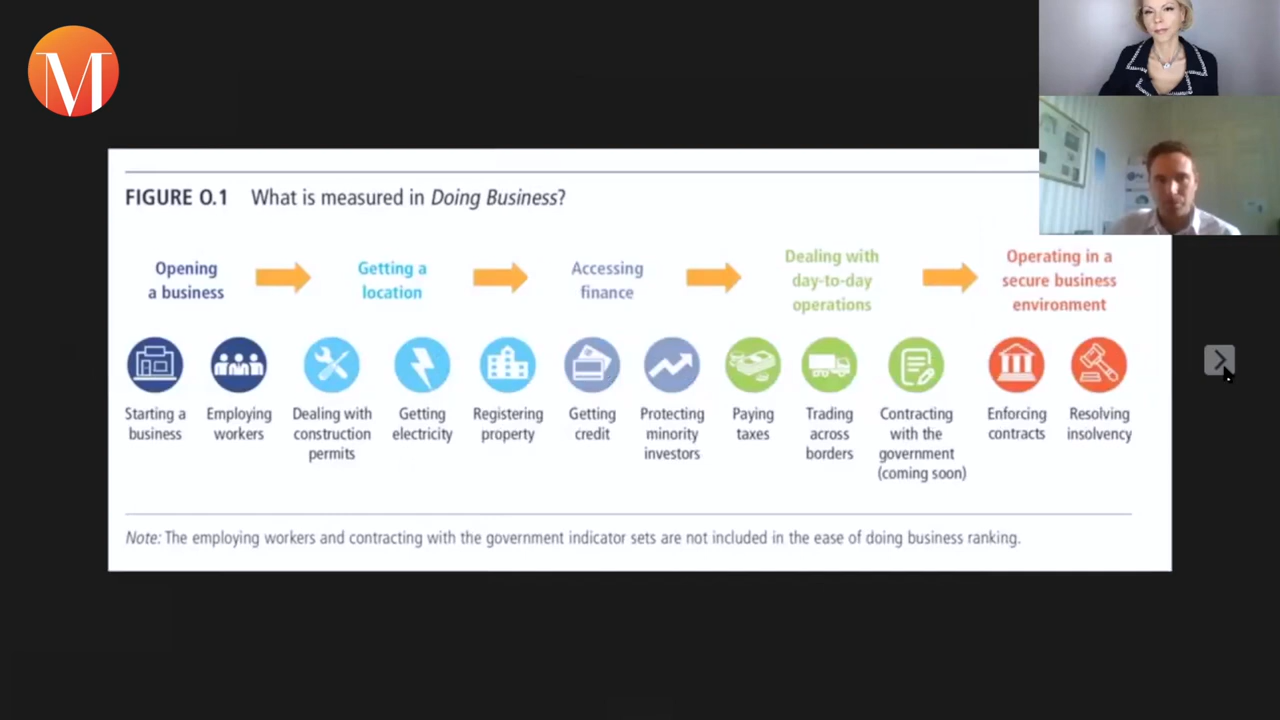 M
FIGURE O.1 What is measured in Doing Business?
Opening
a business
Getting a
location
Accessing
finance
Dealing with
day-to-day
operations
Operating in a
secure business
environment
Starting a
business
Employing
workers
Dealing with
construction
permits
Getting
electricity
Registering
property
Getting
credit
Protecting
minority
investors
Paying
taxes
Trading
across
borders
Contracting
with the
government
(coming soon)
Enforcing
contracts
Resolving
insolvency
Note: The employing workers and contracting with the government indicator sets are not included in the ease of doing business ranking.